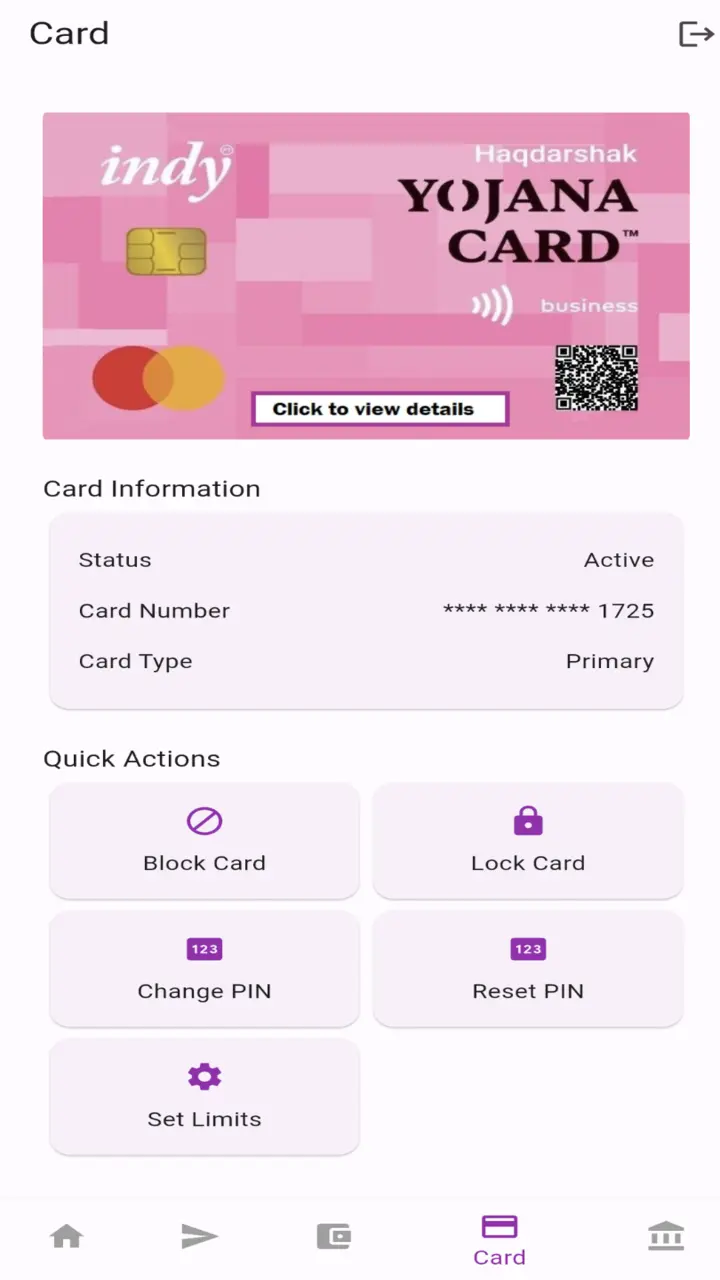 Card
indy®
Haqdarshak
YOJANA
CARD™
business
Click to view details
Card Information
Status Active
Card Number **** **** **** 1725
Card Type Primary
Quick Actions
Block Card Lock Card
123 123
Change PIN Reset PIN
Set Limits
Card